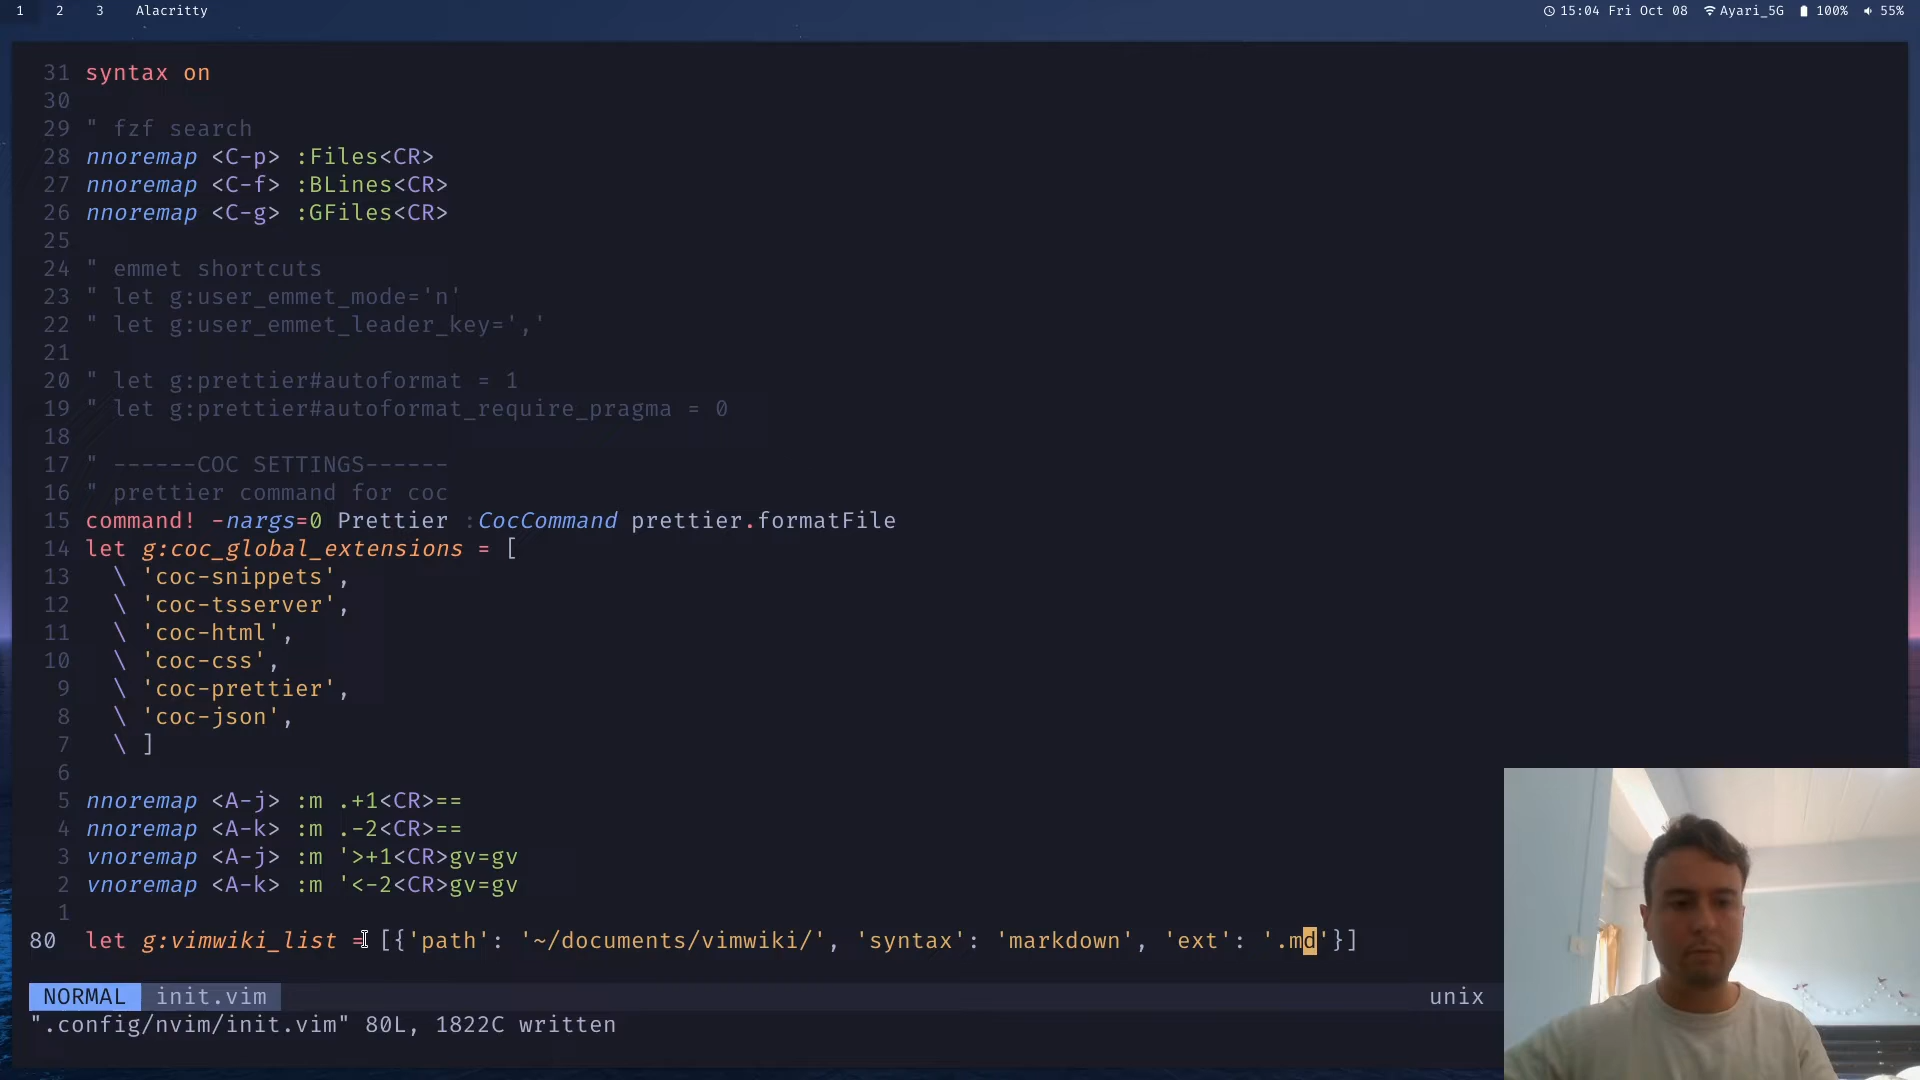 1 2 3 Alacritty 15:04 Fri Oct 08 Ayari_5G 100% 55%
31 syntax on
30
29 " fzf search
28 nnoremap <C-p> :Files<CR>
27 nnoremap <C-f> :BLines<CR>
26 nnoremap <C-g> :GFiles<CR>
25
24 " emmet shortcuts
23 " let g:user_emmet_mode='n'
22 " let g:user_emmet_leader_key=','
21
20 " let g:prettier#autoformat = 1
19 " let g:prettier#autoformat_require_pragma = 0
18
17 " ------COC SETTINGS------
16 " prettier command for coc
15 command! -nargs=0 Prettier :CocCommand prettier.formatFile
14 let g:coc_global_extensions = [
13   \ 'coc-snippets',
12   \ 'coc-tsserver',
11   \ 'coc-html',
10   \ 'coc-css',
9   \ 'coc-prettier',
8   \ 'coc-json',
7   \ ]
6
5 nnoremap <A-j> :m .+1<CR>==
4 nnoremap <A-k> :m .-2<CR>==
3 vnoremap <A-j> :m '>+1<CR>gv=gv
2 vnoremap <A-k> :m '<-2<CR>gv=gv
1
80 let g:vimwiki_list = [{'path': '~/documents/vimwiki/', 'syntax': 'markdown', 'ext': '.md'}]
NORMAL init.vim unix
".config/nvim/init.vim" 80L, 1822C written